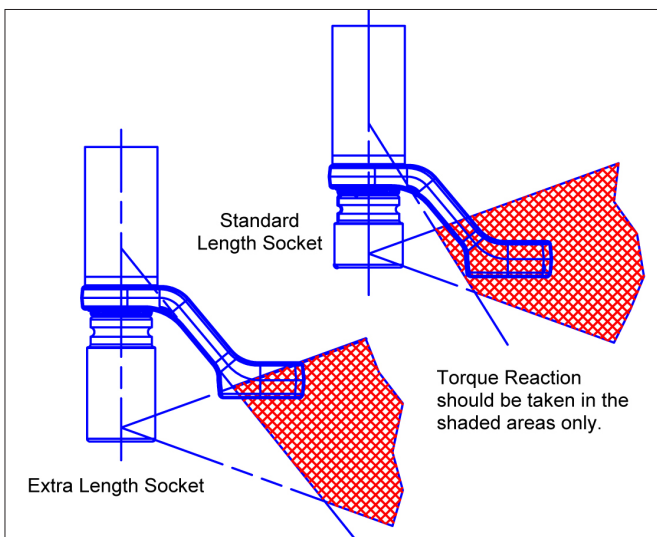 Standard
Length Socket
Torque Reaction
should be taken in the
shaded areas only.
Extra Length Socket